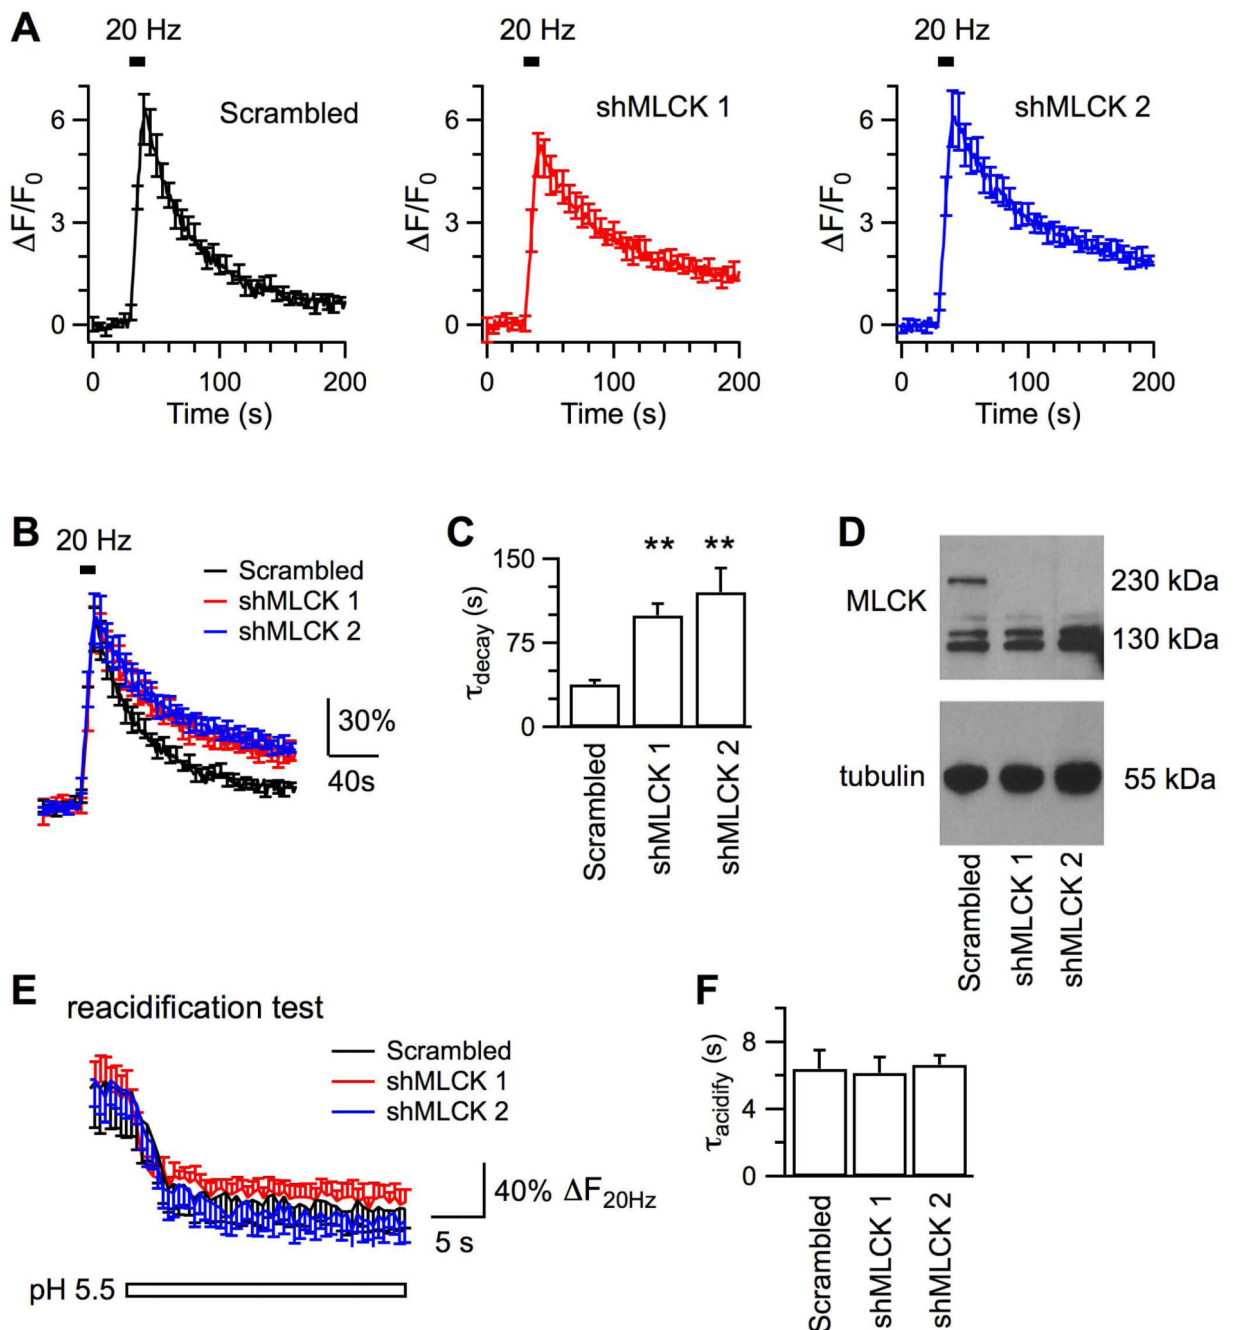 A
20 Hz
20 Hz
20 Hz
Scrambled
shMLCK 1
shMLCK 2
6
3
0
ΔF/F0
0
100
200
Time (s)
6
3
0
ΔF/F0
0
100
200
Time (s)
6
3
0
ΔF/F0
0
100
200
Time (s)
B
20 Hz
Scrambled
shMLCK 1
shMLCK 2
30%
40s
C
** **
150
75
0
τdecay (s)
Scrambled
shMLCK 1
shMLCK 2
D
MLCK
230 kDa
130 kDa
tubulin
55 kDa
Scrambled
shMLCK 1
shMLCK 2
E
reacidification test
Scrambled
shMLCK 1
shMLCK 2
40% ΔF20Hz
5 s
pH 5.5
F
8
4
0
τacidify (s)
Scrambled
shMLCK 1
shMLCK 2